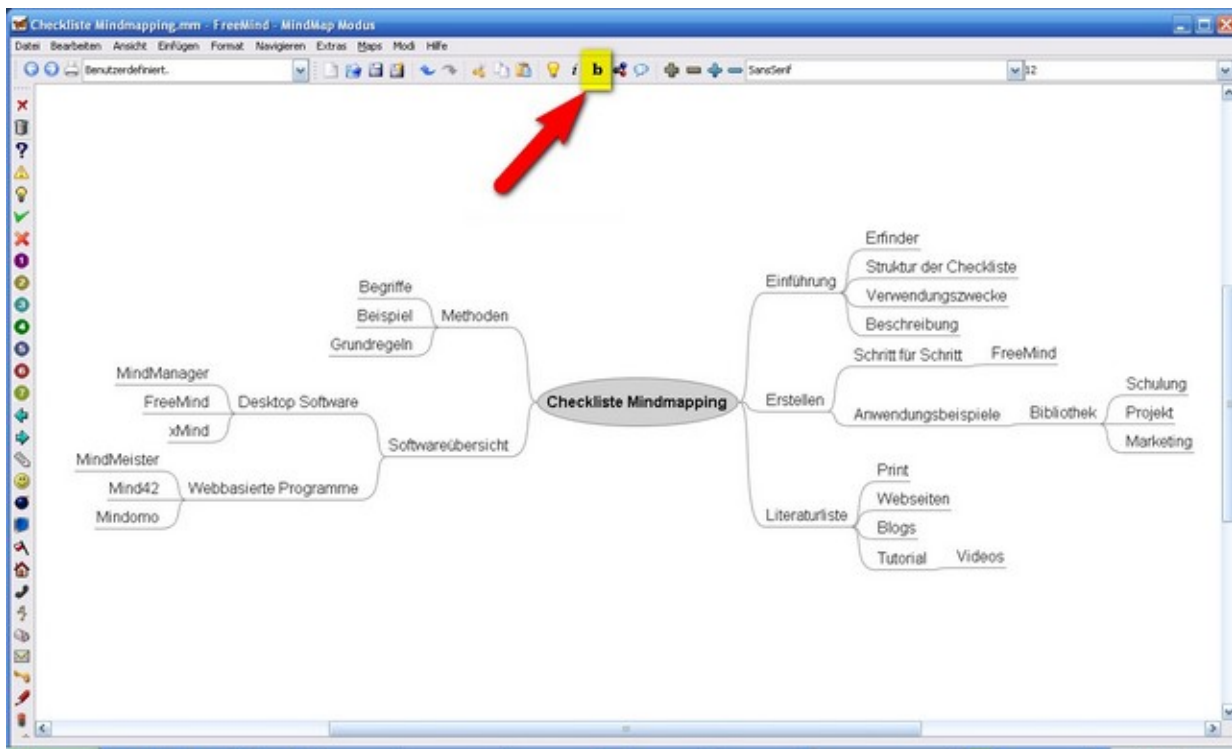 Checkliste Mindmapping.mm - FreeMind - MindMap Modus
Datei Bearbeiten Ansicht Einfügen Format Navigieren Extras Maps Modi Hilfe
Benutzerdefiniert. i b SansSerif 12
Begriffe
Beispiel
Grundregeln
Methoden
MindManager
FreeMind
xMind
Desktop Software
MindMeister
Mind42
Mindomo
Webbasierte Programme
Softwareübersicht
Checkliste Mindmapping
Einführung
Erfinder
Struktur der Checkliste
Verwendungszwecke
Beschreibung
Erstellen
Schritt für Schritt
FreeMind
Anwendungsbeispiele
Bibliothek
Schulung
Projekt
Marketing
Literaturliste
Print
Webseiten
Blogs
Tutorial
Videos